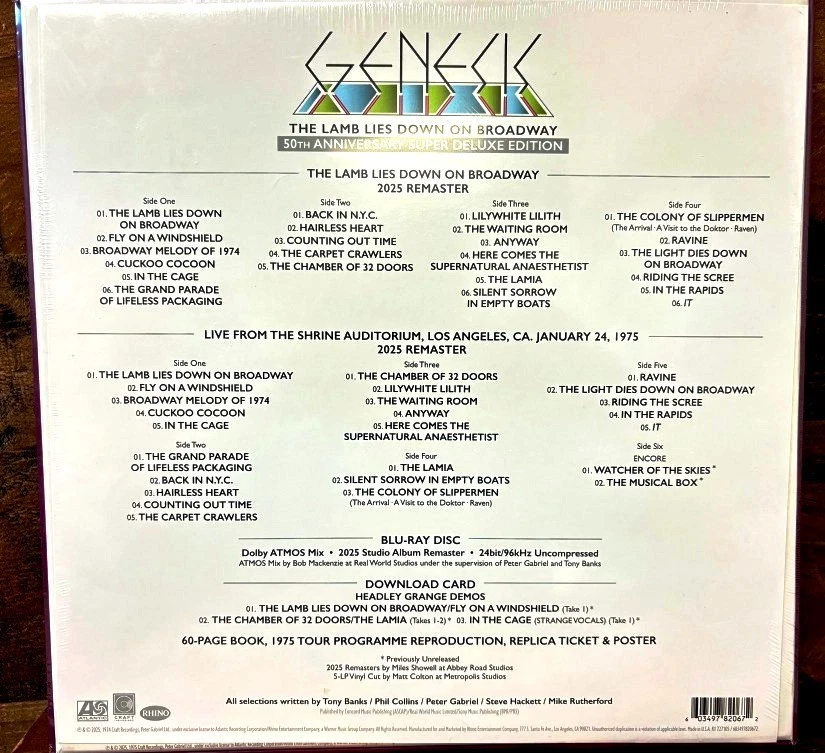 GENESIS
THE LAMB LIES DOWN ON BROADWAY
50TH ANNIVERSARY SUPER DELUXE EDITION
THE LAMB LIES DOWN ON BROADWAY
2025 REMASTER
Side One
01. THE LAMB LIES DOWN
ON BROADWAY
02. FLY ON A WINDSHIELD
03. BROADWAY MELODY OF 1974
04. CUCKOO COCOON
05. IN THE CAGE
06. THE GRAND PARADE
OF LIFELESS PACKAGING
Side Two
01. BACK IN N.Y.C.
02. HAIRLESS HEART
03. COUNTING OUT TIME
04. THE CARPET CRAWLERS
05. THE CHAMBER OF 32 DOORS
Side Three
01. LILYWHITE LILITH
02. THE WAITING ROOM
03. ANYWAY
04. HERE COMES THE
SUPERNATURAL ANAESTHETIST
05. THE LAMIA
06. SILENT SORROW
IN EMPTY BOATS
Side Four
01. THE COLONY OF SLIPPERMEN
(The Arrival · A Visit to the Doktor · Raven)
02. RAVINE
03. THE LIGHT DIES DOWN
ON BROADWAY
04. RIDING THE SCREE
05. IN THE RAPIDS
06. IT
LIVE FROM THE SHRINE AUDITORIUM, LOS ANGELES, CA. JANUARY 24, 1975
2025 REMASTER
Side One
01. THE LAMB LIES DOWN ON BROADWAY
02. FLY ON A WINDSHIELD
03. BROADWAY MELODY OF 1974
04. CUCKOO COCOON
05. IN THE CAGE
Side Two
01. THE GRAND PARADE
OF LIFELESS PACKAGING
02. BACK IN N.Y.C.
03. HAIRLESS HEART
04. COUNTING OUT TIME
05. THE CARPET CRAWLERS
Side Three
01. THE CHAMBER OF 32 DOORS
02. LILYWHITE LILITH
03. THE WAITING ROOM
04. ANYWAY
05. HERE COMES THE
SUPERNATURAL ANAESTHETIST
Side Four
01. THE LAMIA
02. SILENT SORROW IN EMPTY BOATS
03. THE COLONY OF SLIPPERMEN
(The Arrival · A Visit to the Doktor · Raven)
Side Five
01. RAVINE
02. THE LIGHT DIES DOWN ON BROADWAY
03. RIDING THE SCREE
04. IN THE RAPIDS
05. IT
Side Six
ENCORE
01. WATCHER OF THE SKIES*
02. THE MUSICAL BOX*
BLU-RAY DISC
Dolby ATMOS Mix • 2025 Studio Album Remaster • 24bit/96kHz Uncompressed
ATMOS Mix by Bob Mackenzie at Real World Studios under the supervision of Peter Gabriel and Tony Banks
DOWNLOAD CARD
HEADLEY GRANGE DEMOS
01. THE LAMB LIES DOWN ON BROADWAY/FLY ON A WINDSHIELD (Take 1)*
02. THE CHAMBER OF 32 DOORS/THE LAMIA (Takes 1-2)* 03. IN THE CAGE (STRANGE VOCALS) (Take 1)*
60-PAGE BOOK, 1975 TOUR PROGRAMME REPRODUCTION, REPLICA TICKET & POSTER
* Previously Unreleased
2025 Remasters by Miles Showell at Abbey Road Studios
5-LP Vinyl Cut by Matt Colton at Metropolis Studios
ATLANTIC
CRAFT
RHINO
All selections written by Tony Banks / Phil Collins / Peter Gabriel / Steve Hackett / Mike Rutherford
Published by Concord Music Publishing (ASCAP)/Real World Music Limited/Tony Banks Publishing
6 03497 82067 2